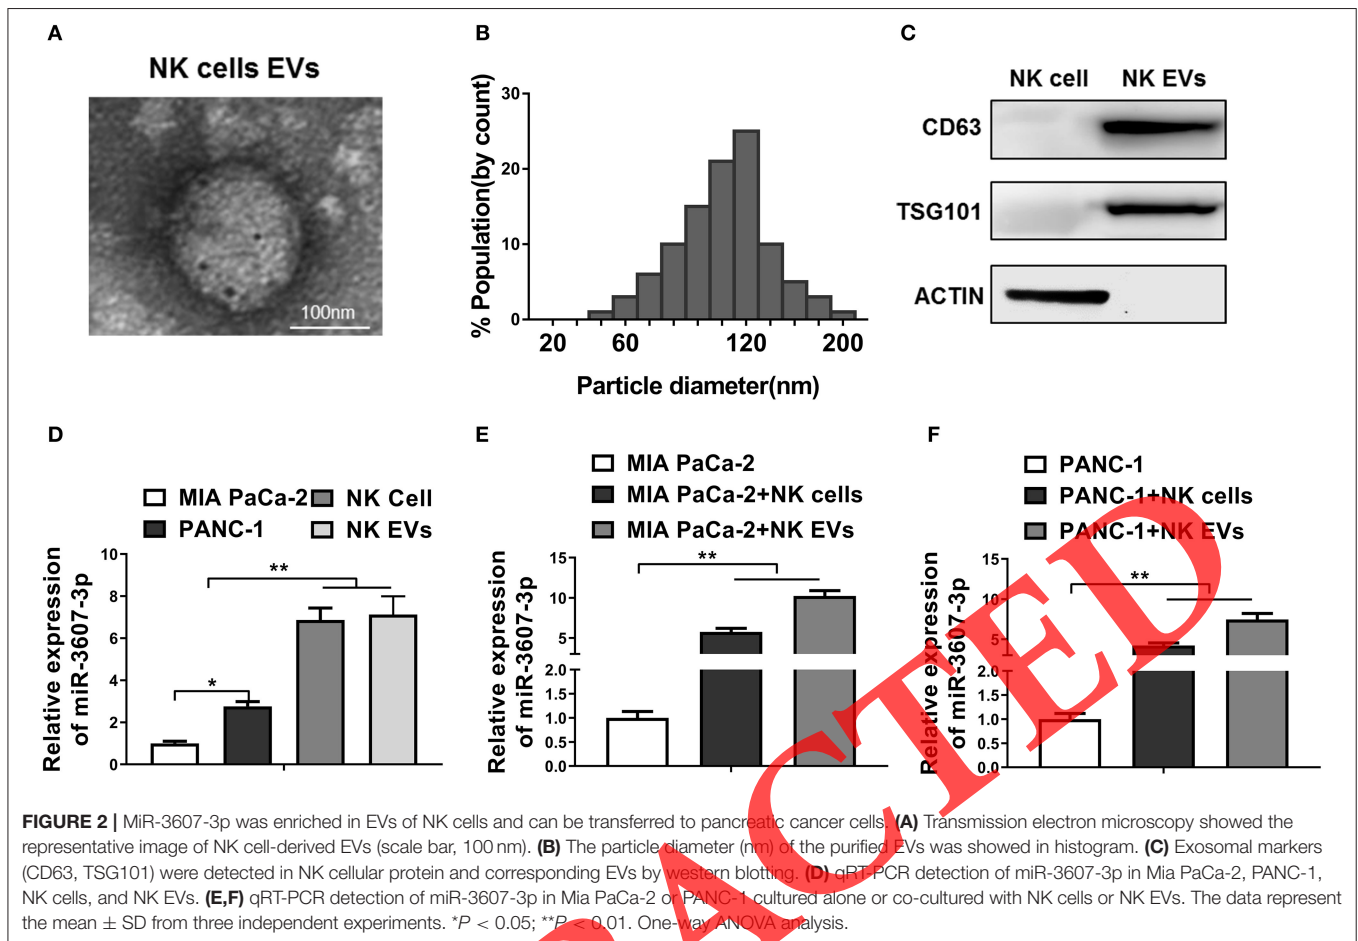 A
NK cells EVs
100nm
B
% Population(by count)
30
20
10
0
20 60 120 200
Particle diameter(nm)
C
NK cell NK EVs
CD63
TSG101
ACTIN
D
MIA PaCa-2 NK Cell
PANC-1 NK EVs
Relative expression
of miR-3607-3p
10
8
6
4
2
0
*
**
E
MIA PaCa-2
MIA PaCa-2+NK cells
MIA PaCa-2+NK EVs
Relative expression
of miR-3607-3p
15
10
5
2.0
1.5
1.0
0.5
0.0
**
F
PANC-1
PANC-1+NK cells
PANC-1+NK EVs
Relative expression
of miR-3607-3p
15
10
5
2.0
1.5
1.0
0.5
0.0
**
FIGURE 2 | MiR-3607-3p was enriched in EVs of NK cells and can be transferred to pancreatic cancer cells. (A) Transmission electron microscopy showed the
representative image of NK cell-derived EVs (scale bar, 100 nm). (B) The particle diameter (nm) of the purified EVs was showed in histogram. (C) Exosomal markers
(CD63, TSG101) were detected in NK cellular protein and corresponding EVs by western blotting. (D) qRT-PCR detection of miR-3607-3p in Mia PaCa-2, PANC-1,
NK cells, and NK EVs. (E,F) qRT-PCR detection of miR-3607-3p in Mia PaCa-2 or PANC-1 cultured alone or co-cultured with NK cells or NK EVs. The data represent
the mean ± SD from three independent experiments. *P < 0.05; **P < 0.01. One-way ANOVA analysis.
ACTED